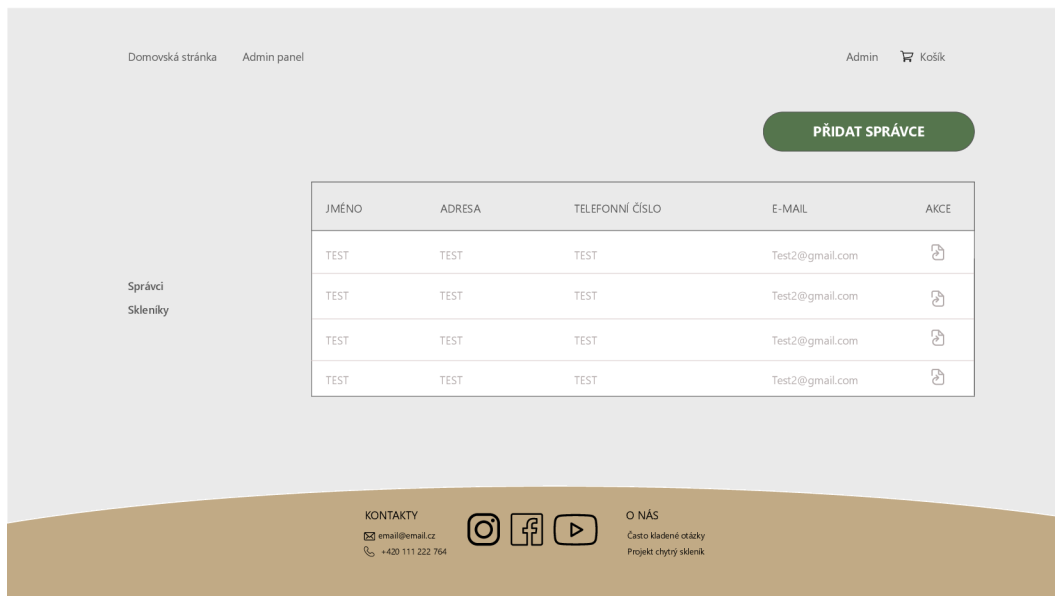 Domovská stránka Admin panel Admin Košík
PŘIDAT SPRÁVCE
JMÉNO ADRESA TELEFONNÍ ČÍSLO E-MAIL AKCE
TEST TEST TEST Test2@gmail.com
TEST TEST TEST Test2@gmail.com
TEST TEST TEST Test2@gmail.com
TEST TEST TEST Test2@gmail.com
Správci
Skleníky
KONTAKTY
email@email.cz
+420 111 222 764
O NÁS
Často kladené otázky
Projekt chytrý skleník